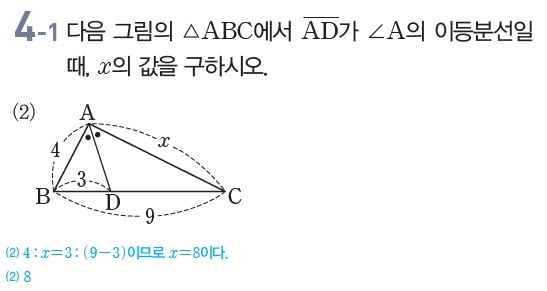 4-1 다음 그림의 △ABC에서 \overline{AD}가 ∠A의 이등분선일
때, x의 값을 구하시오.
(2)
A
4
x
3
B
D
C
9
(2) 4 : x=3 : (9-3)이므로 x=8이다.
(2) 8